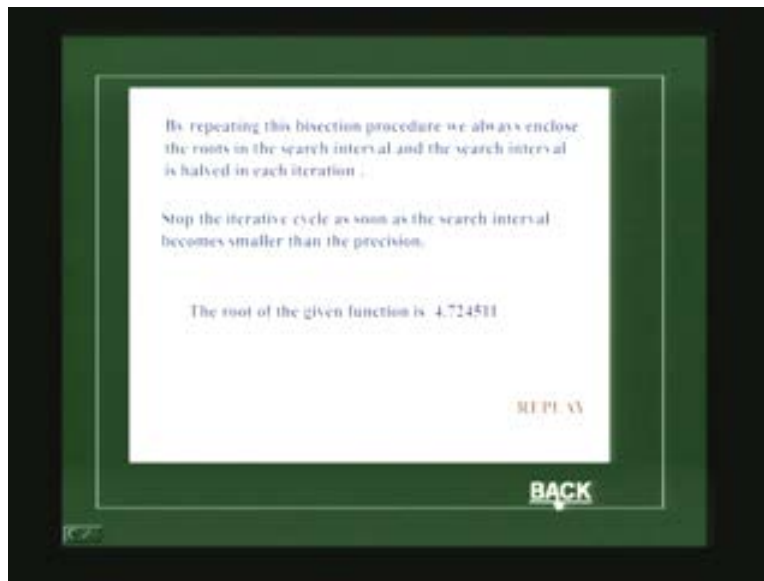 By repeating this bisection procedure we always enclose
the roots in the search interval and the search interval
is halved in each iteration .
Stop the iterative cycle as soon as the search interval
becomes smaller than the precision.
The root of the given function is 4.724511
REPLAY
BACK